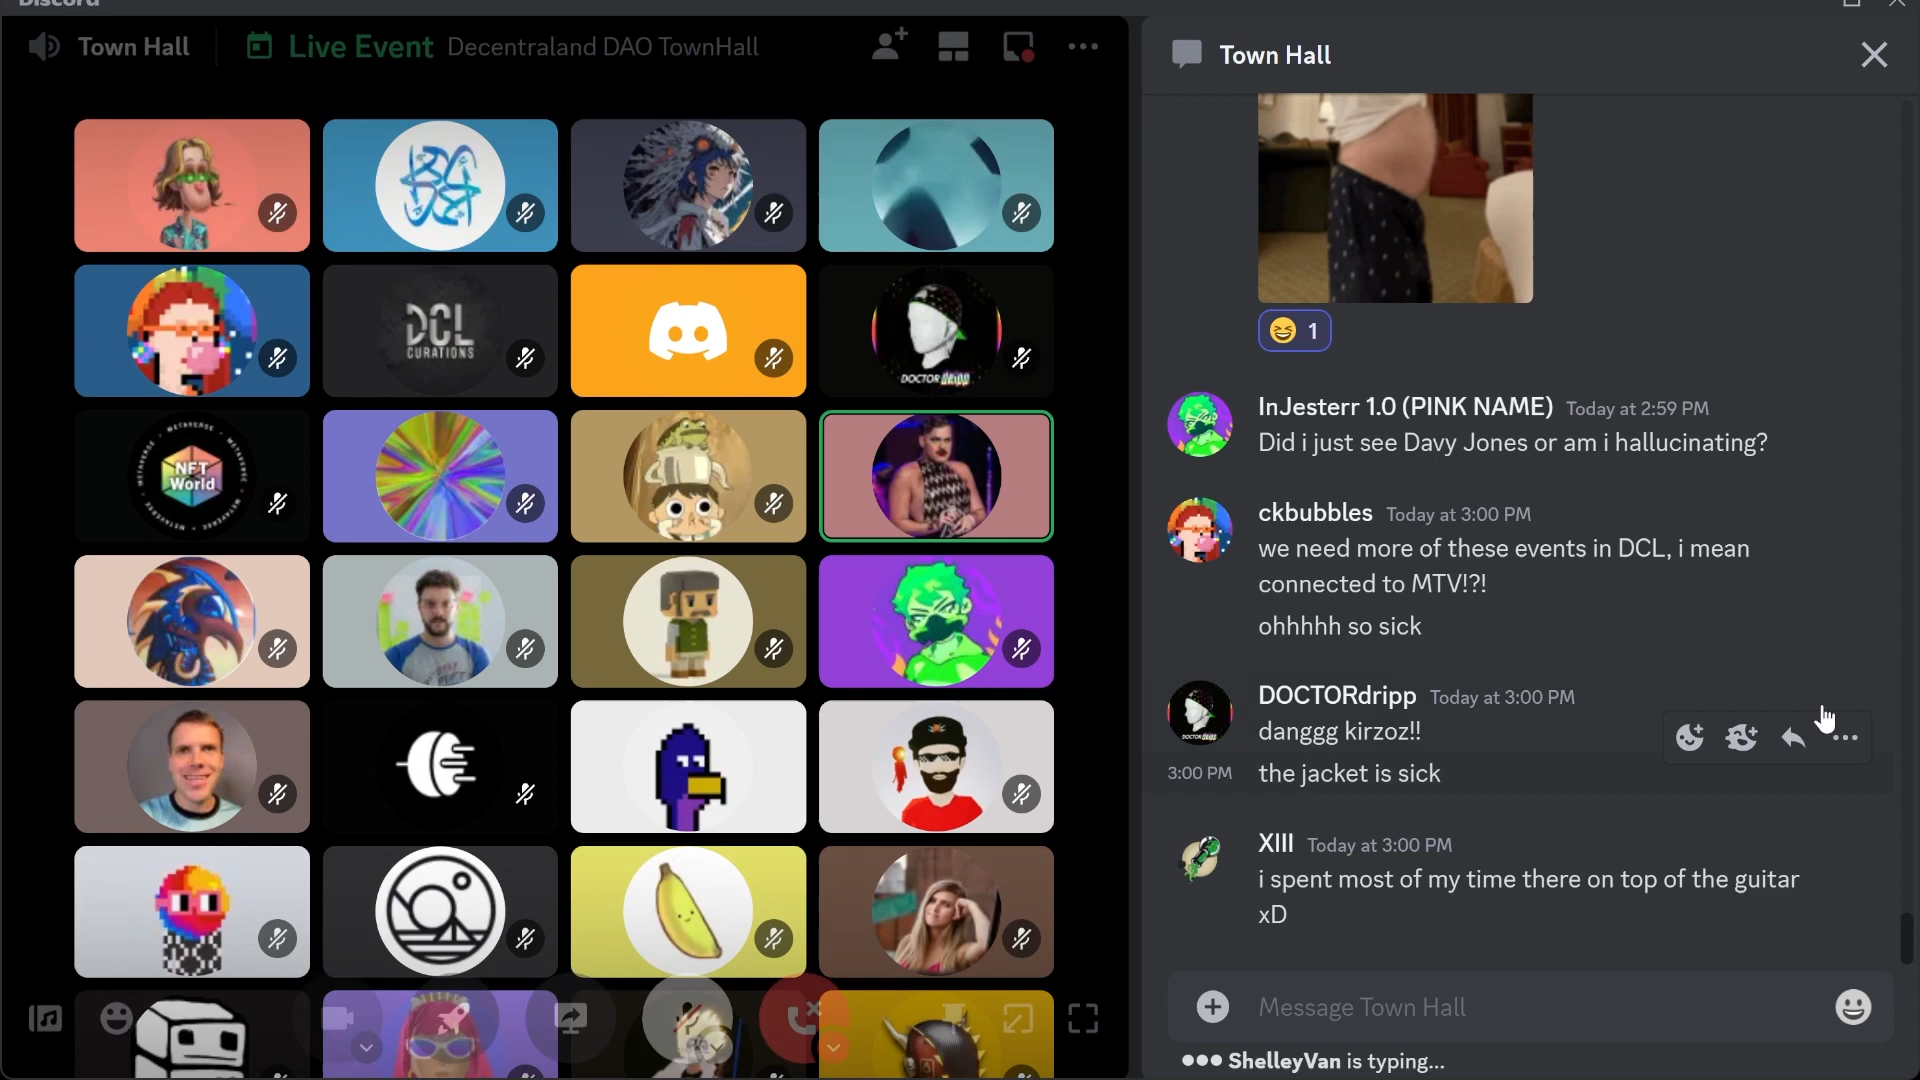 Discord
Town Hall
Live Event
Decentraland DAO TownHall
DCL
CURATIONS
DOCTOR dripp
METAVERSE • METAVERSE • METAVERSE
NFT
World
Town Hall
1
InJesterr 1.0 (PINK NAME) Today at 2:59 PM
Did i just see Davy Jones or am i hallucinating?
ckbubbles Today at 3:00 PM
we need more of these events in DCL, i mean
connected to MTV!?!
ohhhhh so sick
DOCTORdripp Today at 3:00 PM
danggg kirzoz!!
3:00 PM the jacket is sick
XIII Today at 3:00 PM
i spent most of my time there on top of the guitar
xD
Message Town Hall
ShelleyVan is typing...